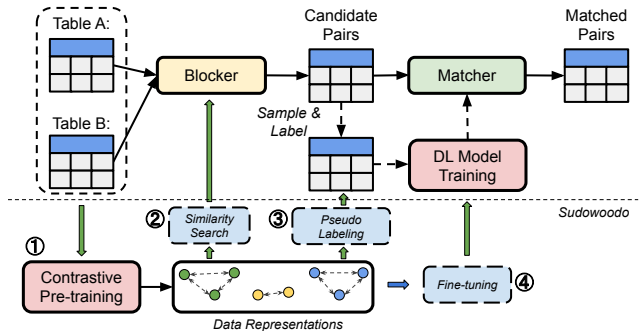 Table A:
Table B:
Blocker
Candidate
Pairs
Matcher
Matched
Pairs
Sample &
Label
DL Model
Training
Sudowoodo
①
Contrastive
Pre-training
②
Similarity
Search
③
Pseudo
Labeling
Fine-tuning
④
Data Representations